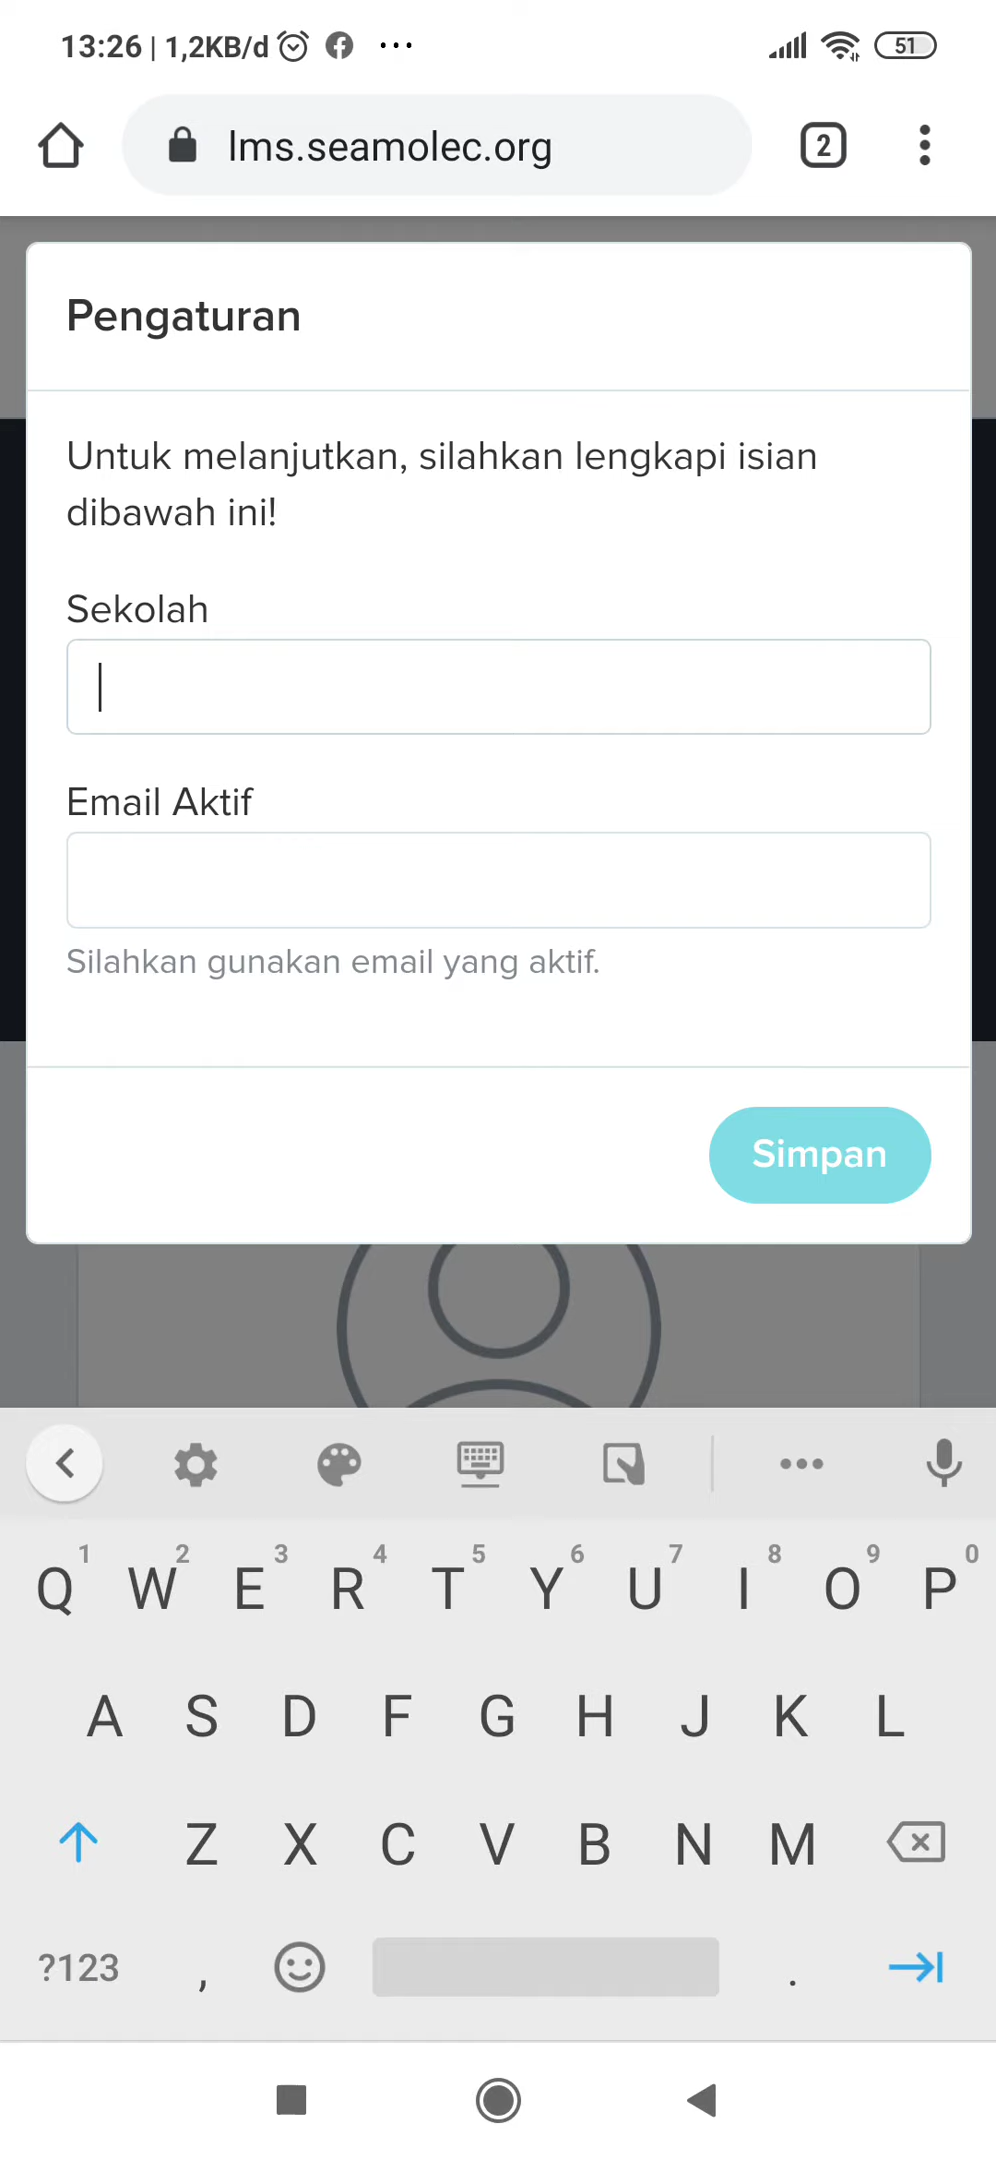 13:26 | 1,2KB/d ... 51
lms.seamolec.org 2
Pengaturan
Untuk melanjutkan, silahkan lengkapi isian
dibawah ini!
Sekolah
Email Aktif
Silahkan gunakan email yang aktif.
Simpan
1 2 3 4 5 6 7 8 9 0
Q W E R T Y U I O P
A S D F G H J K L
Z X C V B N M
?123 , .